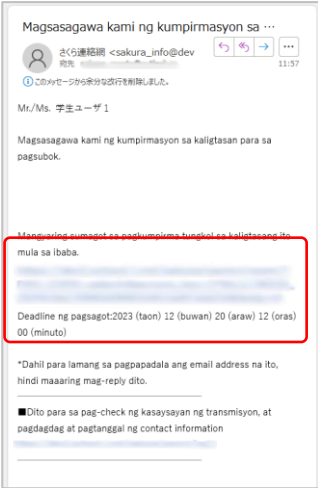 Magsasagawa kami ng kumpirmasyon sa ···
さくら連絡網 <sakura_info@dev
宛先
11:57
このメッセージから余分な改行を削除しました。
Mr./Ms. 学生ユーザ1
Magsasagawa kami ng kumpirmasyon sa kaligtasan para sa
pagsubok.
Mangyaring sumagot sa pagkumpirma tungkol sa kaligtasang ito
mula sa ibaba.
Deadline ng pagsagot:2023 (taon) 12 (buwan) 20 (araw) 12 (oras)
00 (minuto)
*Dahil para lamang sa pagpapadala ang email address na ito,
hindi maaaring mag-reply dito.
■Dito para sa pag-check ng kasaysayan ng transmisyon, at
pagdagdag at pagtanggal ng contact information